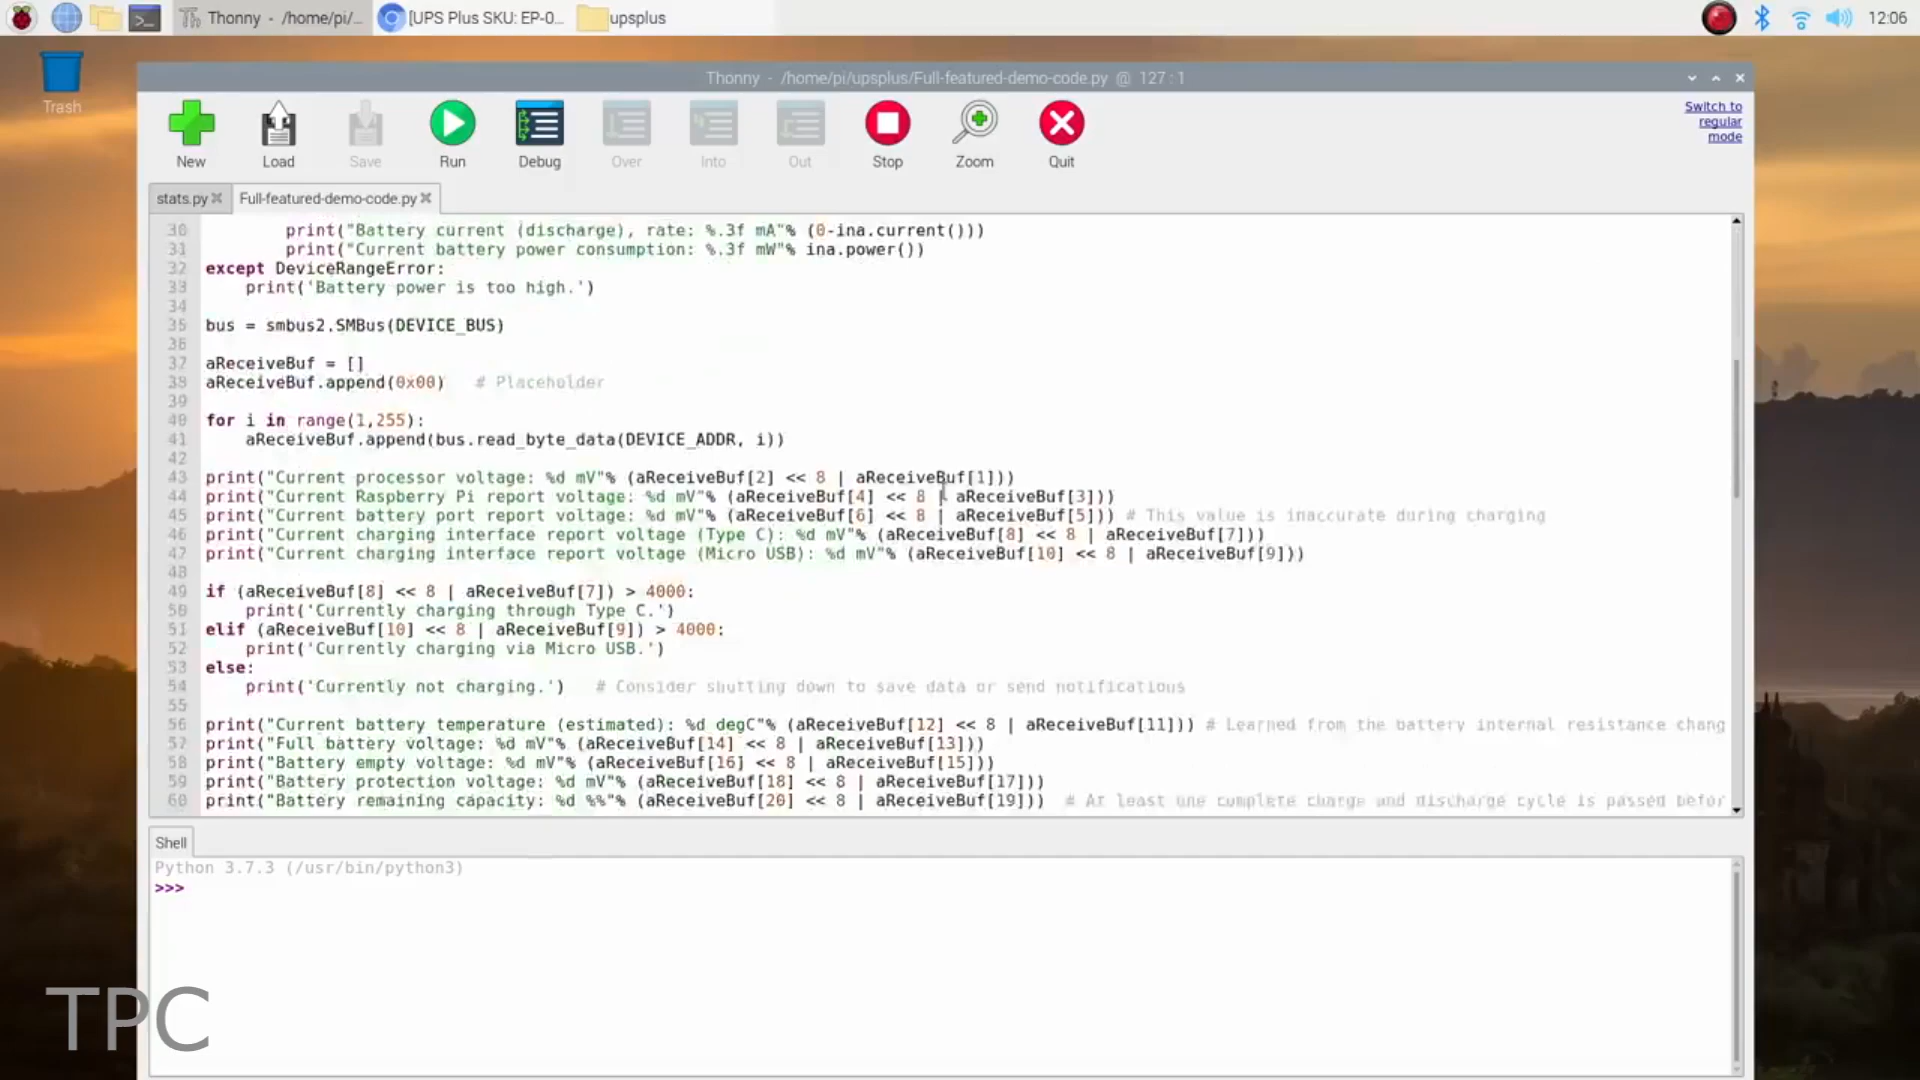 Thonny - /home/pi/...
[UPS Plus SKU: EP-0...
upsplus
12:06
Trash
Thonny - /home/pi/upsplus/Full-featured-demo-code.py @ 127 : 1
New
Load
Save
Run
Debug
Over
Into
Out
Stop
Zoom
Quit
Switch to
regular
mode
stats.py
Full-featured-demo-code.py
30 print("Battery current (discharge), rate: %.3f mA"% (0-ina.current()))
31 print("Current battery power consumption: %.3f mW"% ina.power())
32 except DeviceRangeError:
33 print('Battery power is too high.')
34
35 bus = smbus2.SMBus(DEVICE_BUS)
36
37 aReceiveBuf = []
38 aReceiveBuf.append(0x00) # Placeholder
39
40 for i in range(1,255):
41 aReceiveBuf.append(bus.read_byte_data(DEVICE_ADDR, i))
42
43 print("Current processor voltage: %d mV"% (aReceiveBuf[2] << 8 | aReceiveBuf[1]))
44 print("Current Raspberry Pi report voltage: %d mV"% (aReceiveBuf[4] << 8 | aReceiveBuf[3]))
45 print("Current battery port report voltage: %d mV"% (aReceiveBuf[6] << 8 | aReceiveBuf[5])) # This value is inaccurate during charging
46 print("Current charging interface report voltage (Type C): %d mV"% (aReceiveBuf[8] << 8 | aReceiveBuf[7]))
47 print("Current charging interface report voltage (Micro USB): %d mV"% (aReceiveBuf[10] << 8 | aReceiveBuf[9]))
48
49 if (aReceiveBuf[8] << 8 | aReceiveBuf[7]) > 4000:
50 print('Currently charging through Type C.')
51 elif (aReceiveBuf[10] << 8 | aReceiveBuf[9]) > 4000:
52 print('Currently charging via Micro USB.')
53 else:
54 print('Currently not charging.') # Consider shutting down to save data or send notifications
55
56 print("Current battery temperature (estimated): %d degC"% (aReceiveBuf[12] << 8 | aReceiveBuf[11])) # Learned from the battery internal resistance chang
57 print("Full battery voltage: %d mV"% (aReceiveBuf[14] << 8 | aReceiveBuf[13]))
58 print("Battery empty voltage: %d mV"% (aReceiveBuf[16] << 8 | aReceiveBuf[15]))
59 print("Battery protection voltage: %d mV"% (aReceiveBuf[18] << 8 | aReceiveBuf[17]))
60 print("Battery remaining capacity: %d %%"% (aReceiveBuf[20] << 8 | aReceiveBuf[19])) # At least one complete charge and discharge cycle is passed befor
Shell
Python 3.7.3 (/usr/bin/python3)
>>>
TPC